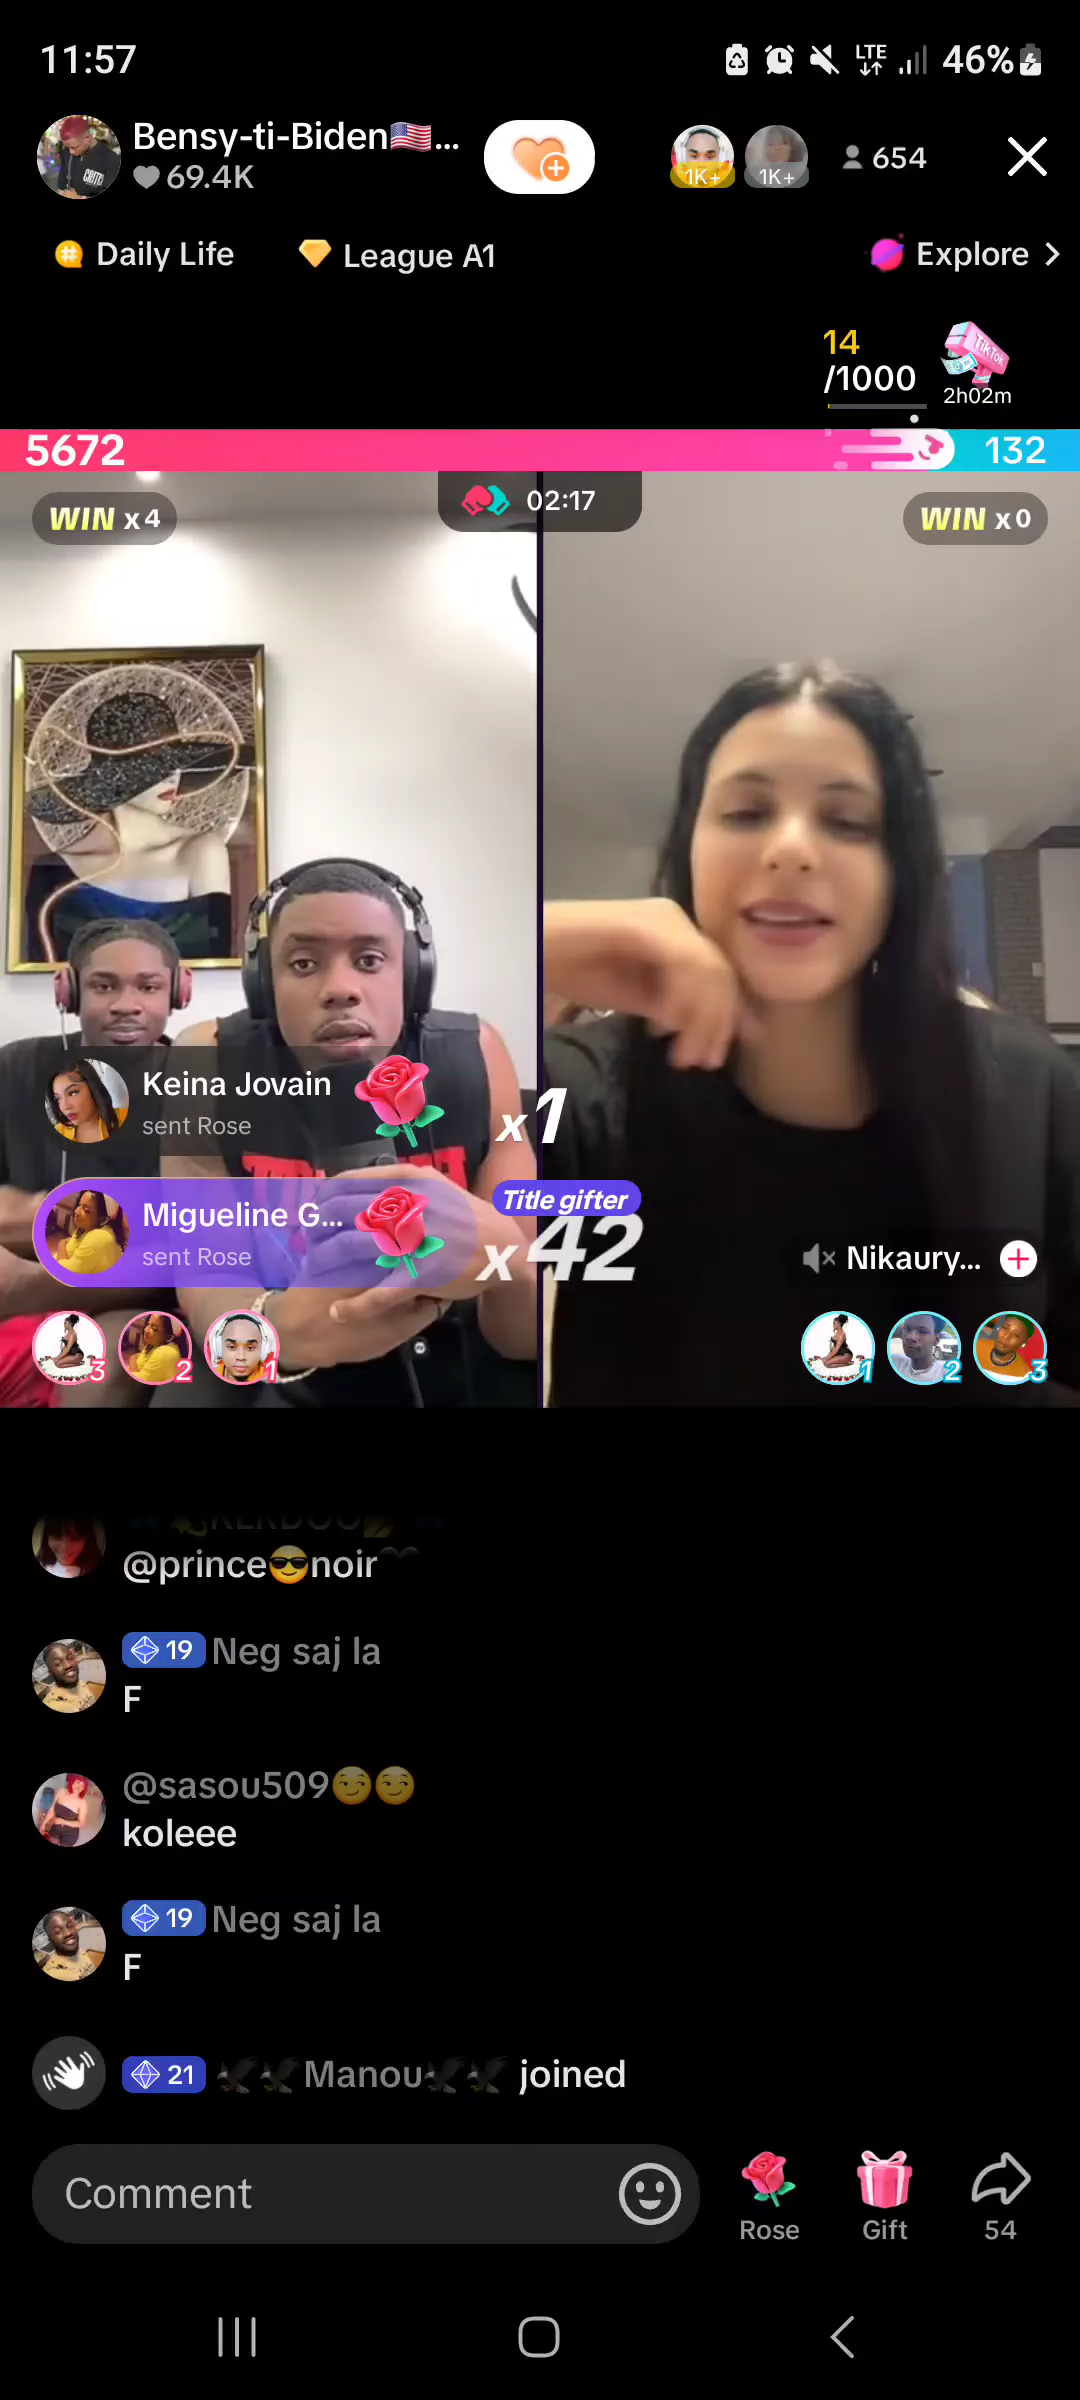 11:57
LTE
46%
Bensy-ti-Biden🇺🇸...
69.4K
1K+
1K+
654
Daily Life
League A1
Explore
14
/1000
TikTok
2h02m
5672
132
WIN x4
02:17
WIN x0
Keina Jovain
sent Rose
x1
Title gifter
Migueline G...
sent Rose
x42
Nikaury...
3
2
1
1
2
3
@prince😎noir🖤
19 Neg saj la
F
@sasou509😏😏
koleee
19 Neg saj la
F
21 🦅🦅Manou🦅🦅 joined
Comment
Rose
Gift
54